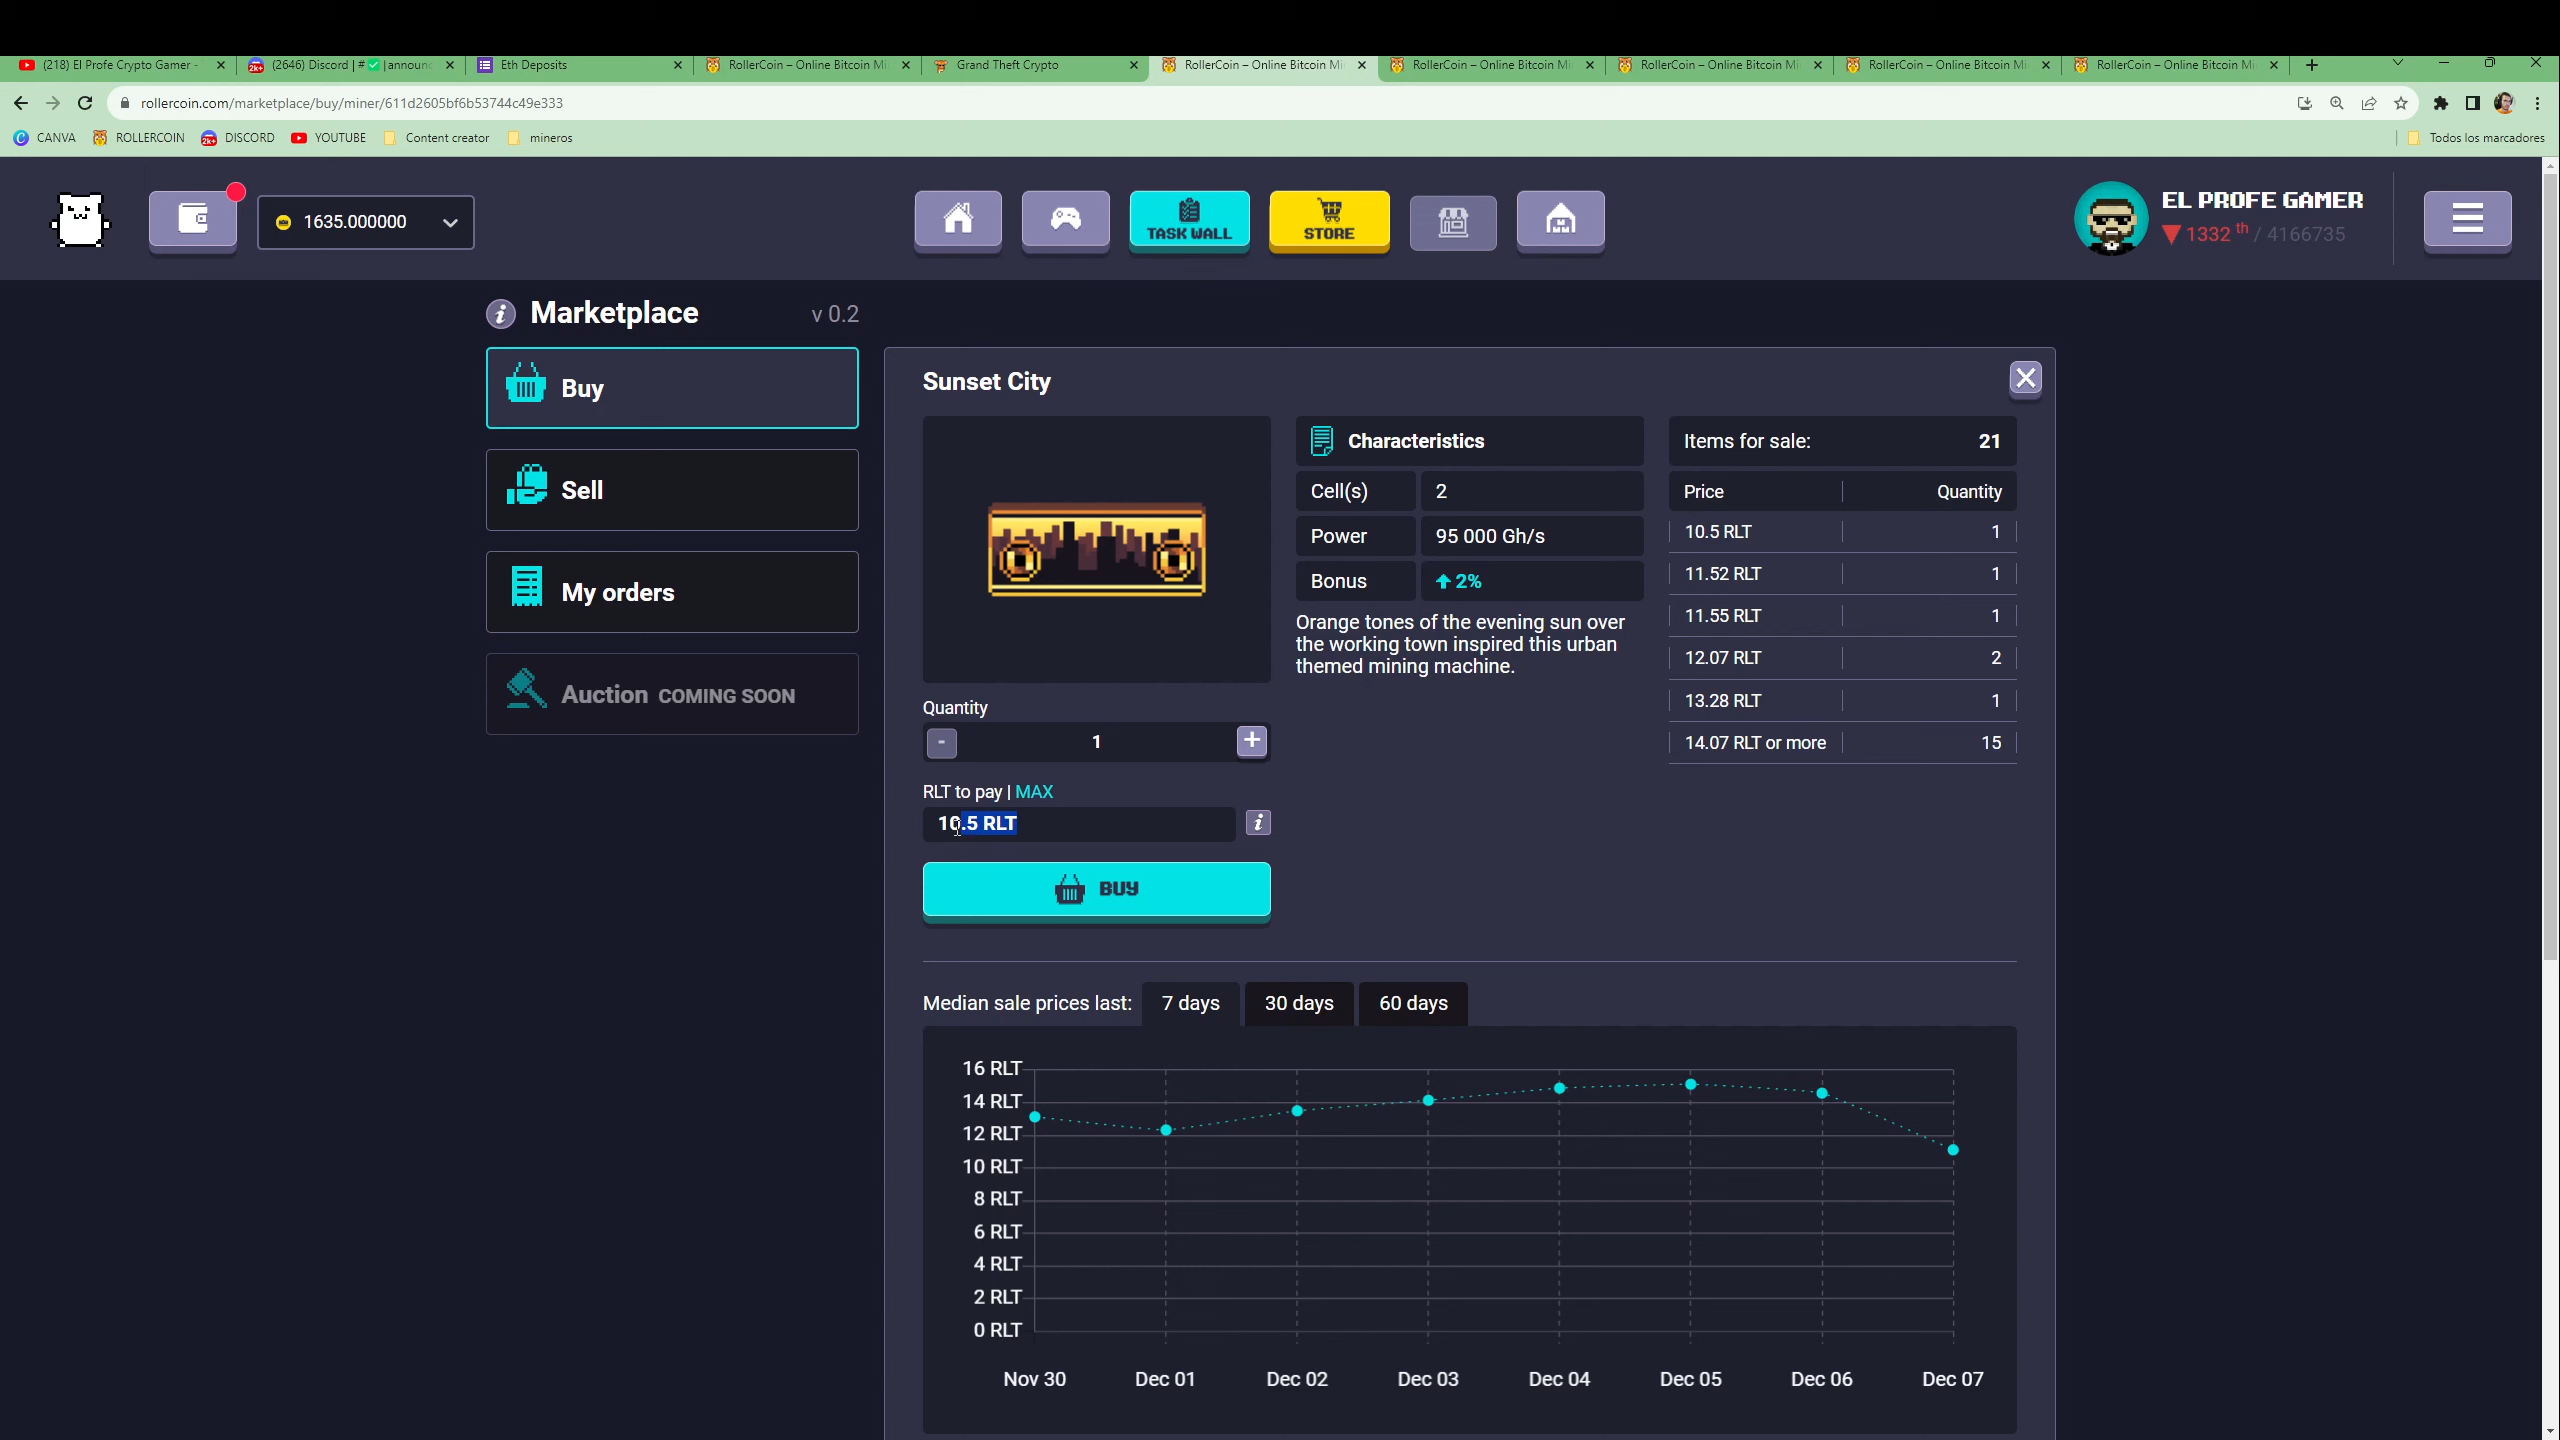 (218) El Profe Crypto Gamer -
(2646) Discord | #✅|announc
Eth Deposits
RollerCoin – Online Bitcoin Mi
Grand Theft Crypto
RollerCoin – Online Bitcoin Mi
RollerCoin – Online Bitcoin Mi
RollerCoin – Online Bitcoin Mi
RollerCoin – Online Bitcoin Mi
RollerCoin – Online Bitcoin Mi
rollercoin.com/marketplace/buy/miner/611d2605bf6b53744c49e333
CANVA
ROLLERCOIN
DISCORD
YOUTUBE
Content creator
mineros
Todos los marcadores
1635.000000
TASK WALL
STORE
EL PROFE GAMER
1332 th / 4166735
Marketplace
v 0.2
Buy
Sell
My orders
Auction COMING SOON
Sunset City
Characteristics
Cell(s) 2
Power 95 000 Gh/s
Bonus 2%
Orange tones of the evening sun over
the working town inspired this urban
themed mining machine.
Items for sale: 21
Price Quantity
10.5 RLT 1
11.52 RLT 1
11.55 RLT 1
12.07 RLT 2
13.28 RLT 1
14.07 RLT or more 15
Quantity
- 1 +
RLT to pay | MAX
10.5 RLT
BUY
Median sale prices last: 7 days 30 days 60 days
16 RLT
14 RLT
12 RLT
10 RLT
8 RLT
6 RLT
4 RLT
2 RLT
0 RLT
Nov 30 Dec 01 Dec 02 Dec 03 Dec 04 Dec 05 Dec 06 Dec 07